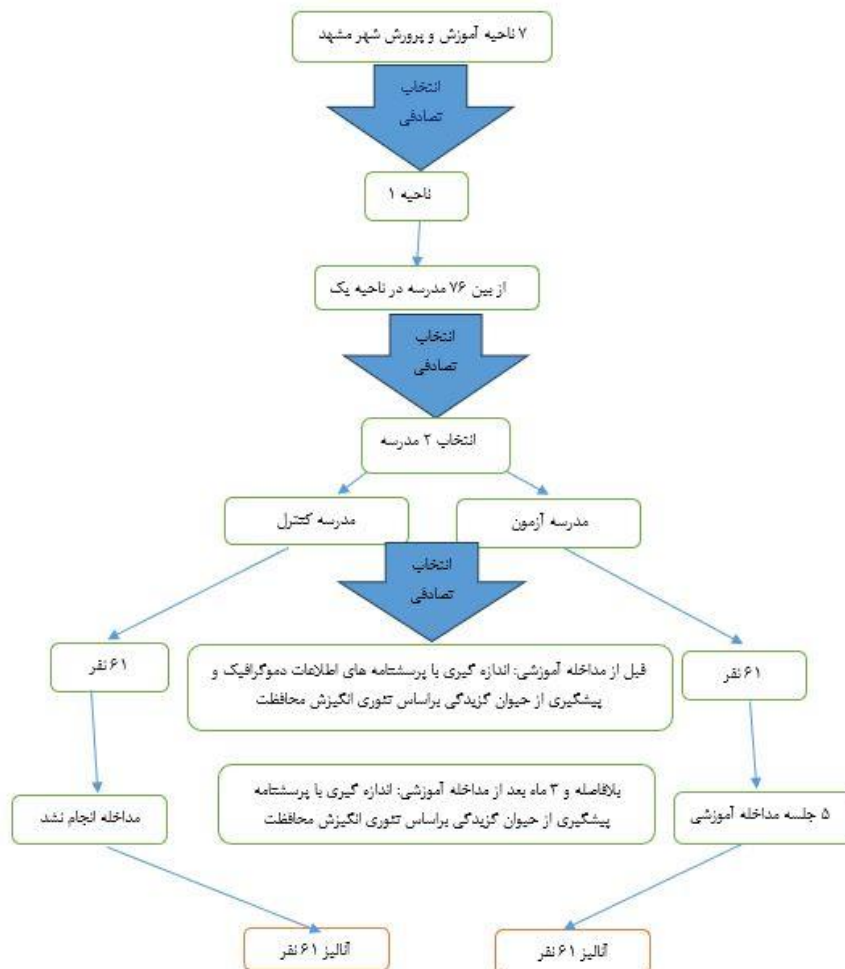 ۷ ناحیه آموزش و پرورش شهر مشهد
انتخاب
تصادفی
ناحیه ۱
از بین ۷۶ مدرسه در ناحیه یک
انتخاب
تصادفی
انتخاب ۲ مدرسه
مدرسه آزمون
مدرسه کنترل
انتخاب
تصادفی
۶۱ نفر
قبل از مداخله آموزشی: اندازه گیری با پرسشنامه های اطلاعات دموگرافیک و
پیشگیری از حیوان گزیدگی براساس تئوری انگیزش محافظت
۶۱ نفر
۵ جلسه مداخله آموزشی
بلافاصله و ۳ ماه بعد از مداخله آموزشی: اندازه گیری با پرسشنامه
پیشگیری از حیوان گزیدگی براساس تئوری انگیزش محافظت
مداخله انجام نشد
آنالیز ۶۱ نفر
آنالیز ۶۱ نفر